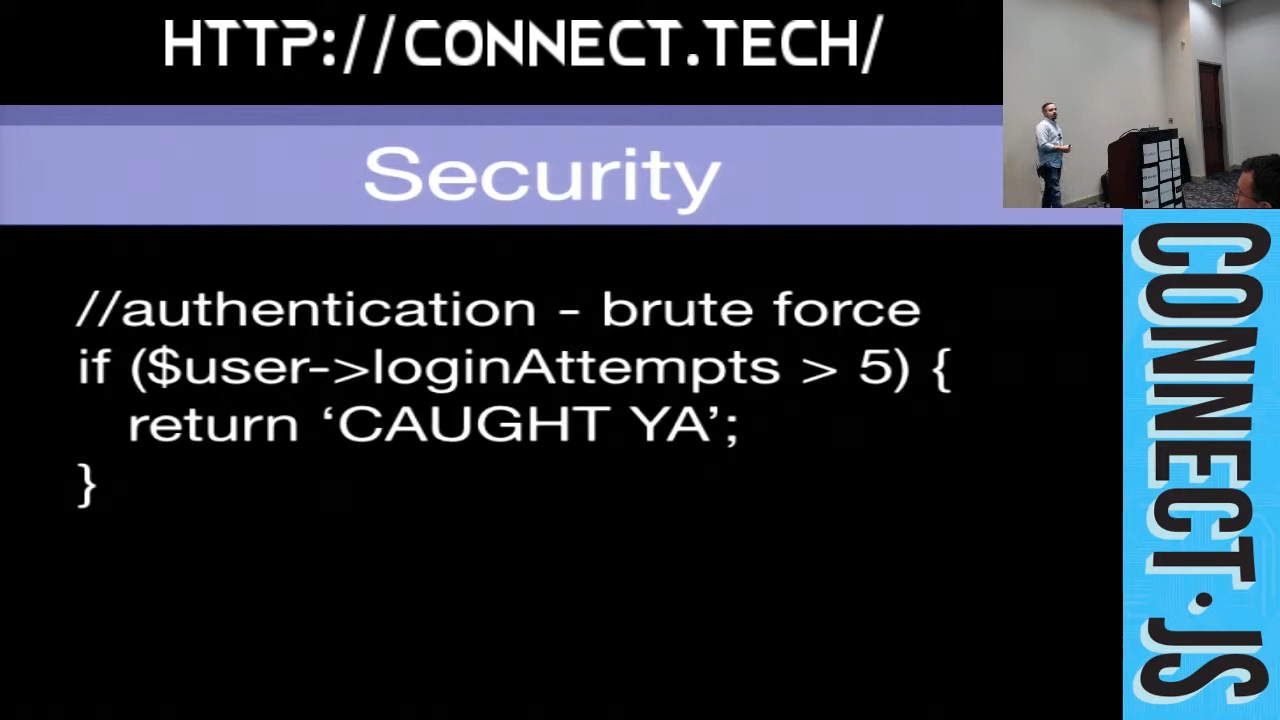 HTTP://CONNECT.TECH/
Security
//authentication - brute force
if ($user->loginAttempts > 5) {
return ‘CAUGHT YA’;
}
CONNECT.JS